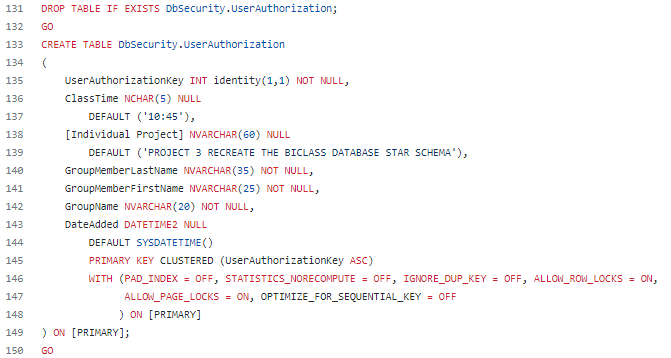 131 DROP TABLE IF EXISTS DbSecurity.UserAuthorization;
132 GO
133 CREATE TABLE DbSecurity.UserAuthorization
134 (
135     UserAuthorizationKey INT identity(1,1) NOT NULL,
136     ClassTime NCHAR(5) NULL
137         DEFAULT ('10:45'),
138     [Individual Project] NVARCHAR(60) NULL
139         DEFAULT ('PROJECT 3 RECREATE THE BICLASS DATABASE STAR SCHEMA'),
140     GroupMemberLastName NVARCHAR(35) NOT NULL,
141     GroupMemberFirstName NVARCHAR(25) NOT NULL,
142     GroupName NVARCHAR(20) NOT NULL,
143     DateAdded DATETIME2 NULL
144         DEFAULT SYSDATETIME()
145         PRIMARY KEY CLUSTERED (UserAuthorizationKey ASC)
146         WITH (PAD_INDEX = OFF, STATISTICS_NORECOMPUTE = OFF, IGNORE_DUP_KEY = OFF, ALLOW_ROW_LOCKS = ON,
147               ALLOW_PAGE_LOCKS = ON, OPTIMIZE_FOR_SEQUENTIAL_KEY = OFF
148              ) ON [PRIMARY]
149 ) ON [PRIMARY];
150 GO